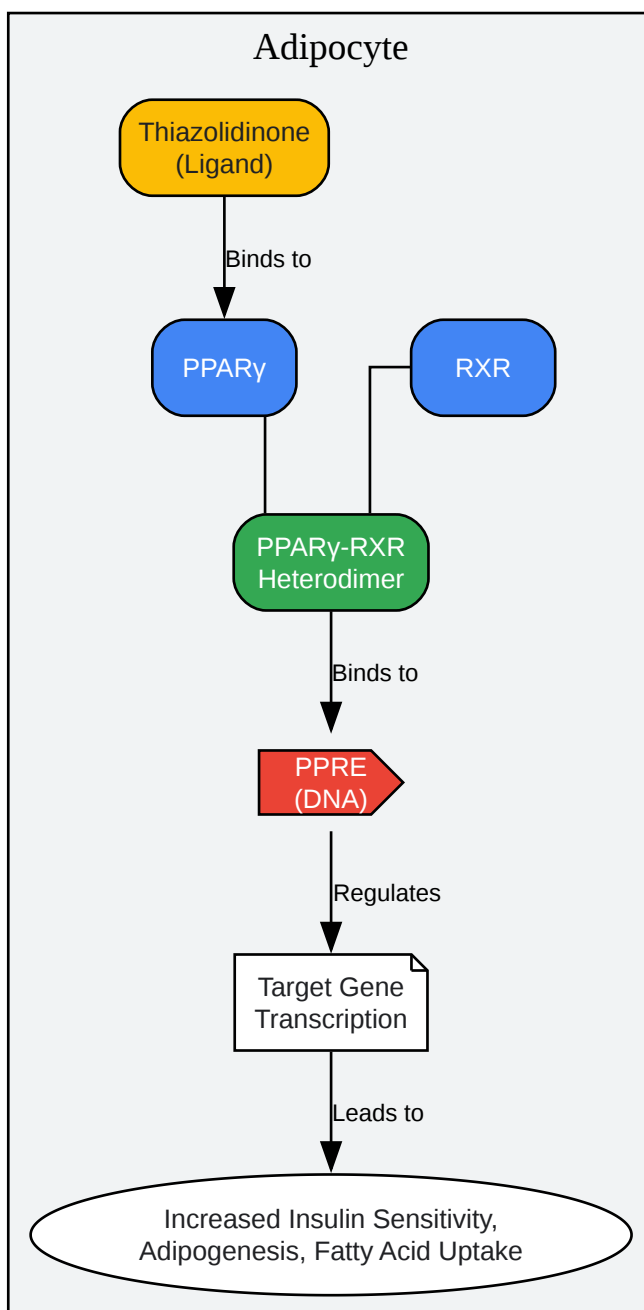 Adipocyte
Thiazolidinone
(Ligand)
Binds to
PPARγ
RXR
PPARγ-RXR
Heterodimer
Binds to
PPRE
(DNA)
Regulates
Target Gene
Transcription
Leads to
Increased Insulin Sensitivity,
Adipogenesis, Fatty Acid Uptake